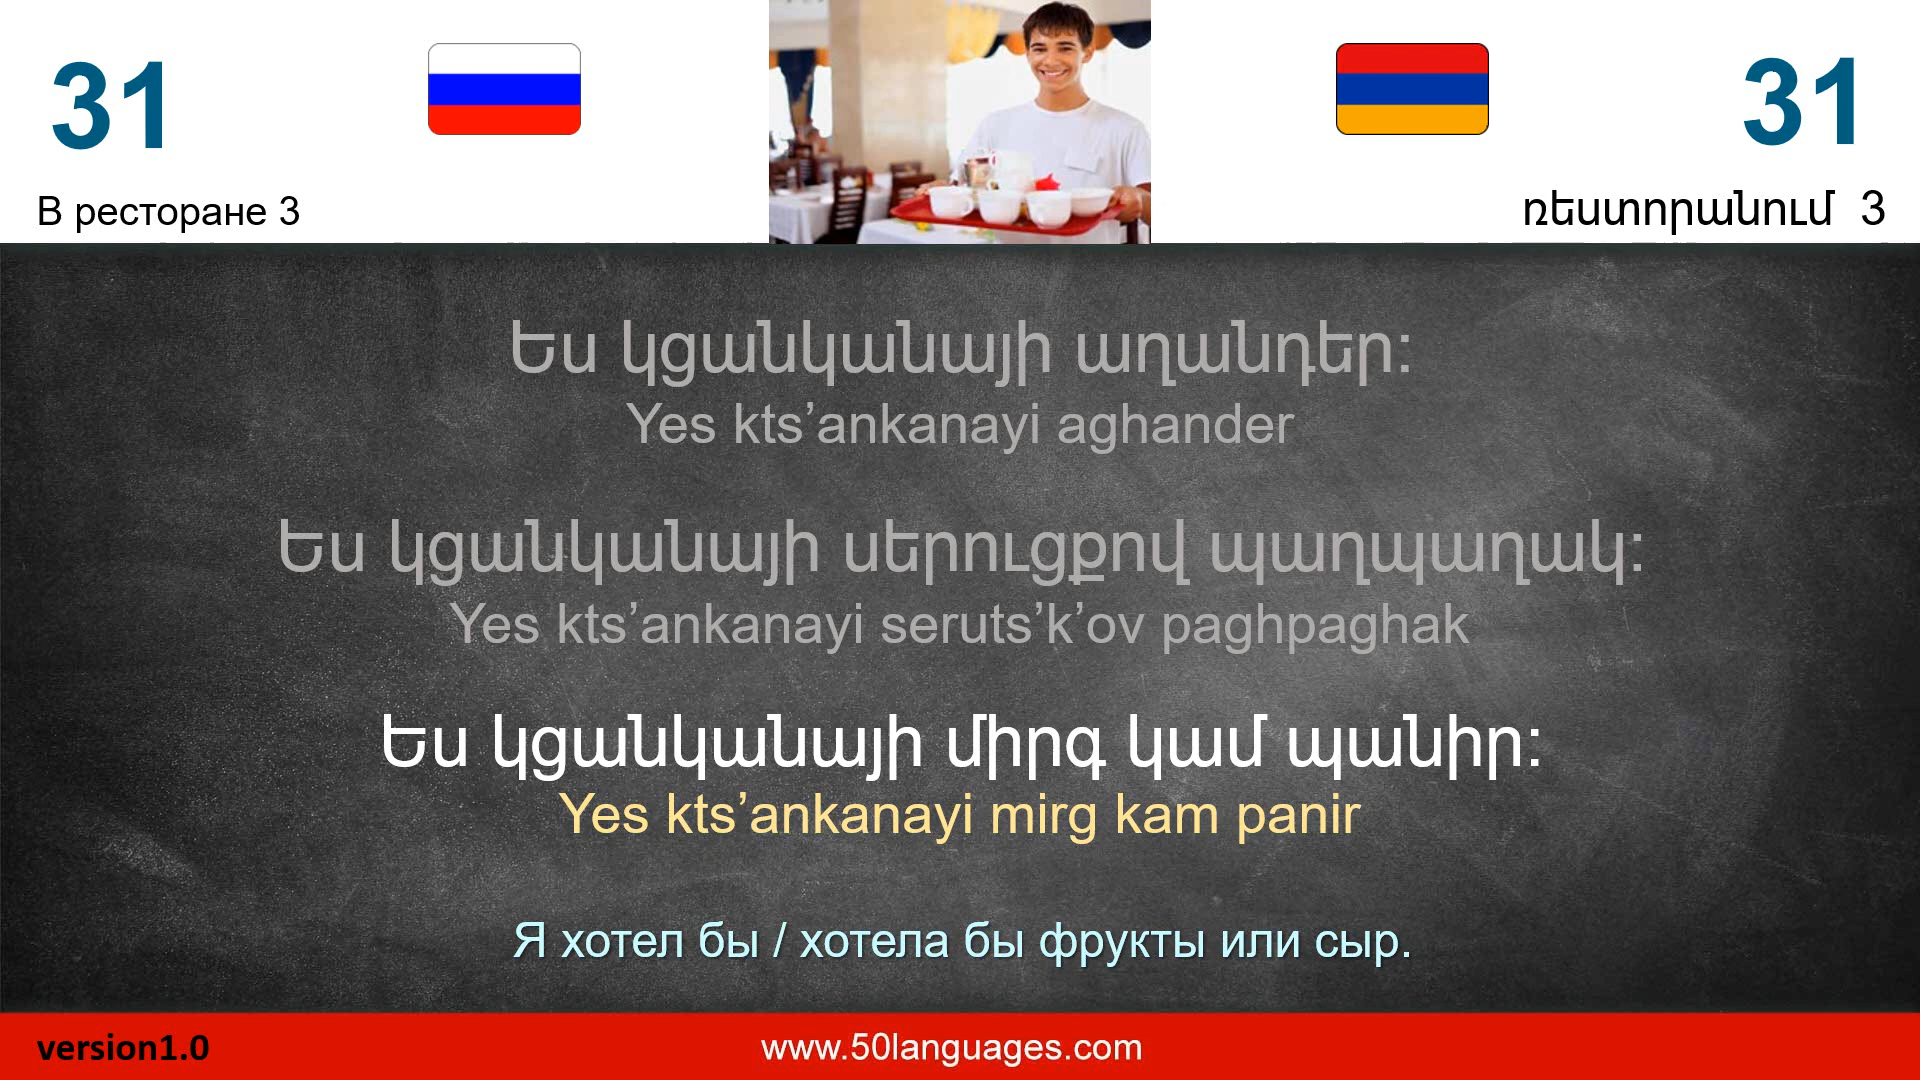 31
31
В ресторане 3
ռեստորանում 3
Ես կցանկանայի աղանդեր:
Yes kts’ankanayi aghander
Ես կցանկանայի սերուցքով պաղպաղակ:
Yes kts’ankanayi seruts’k’ov paghpaghak
Ես կցանկանայի միրգ կամ պանիր:
Yes kts’ankanayi mirg kam panir
Я хотел бы / хотела бы фрукты или сыр.
version1.0
www.50languages.com